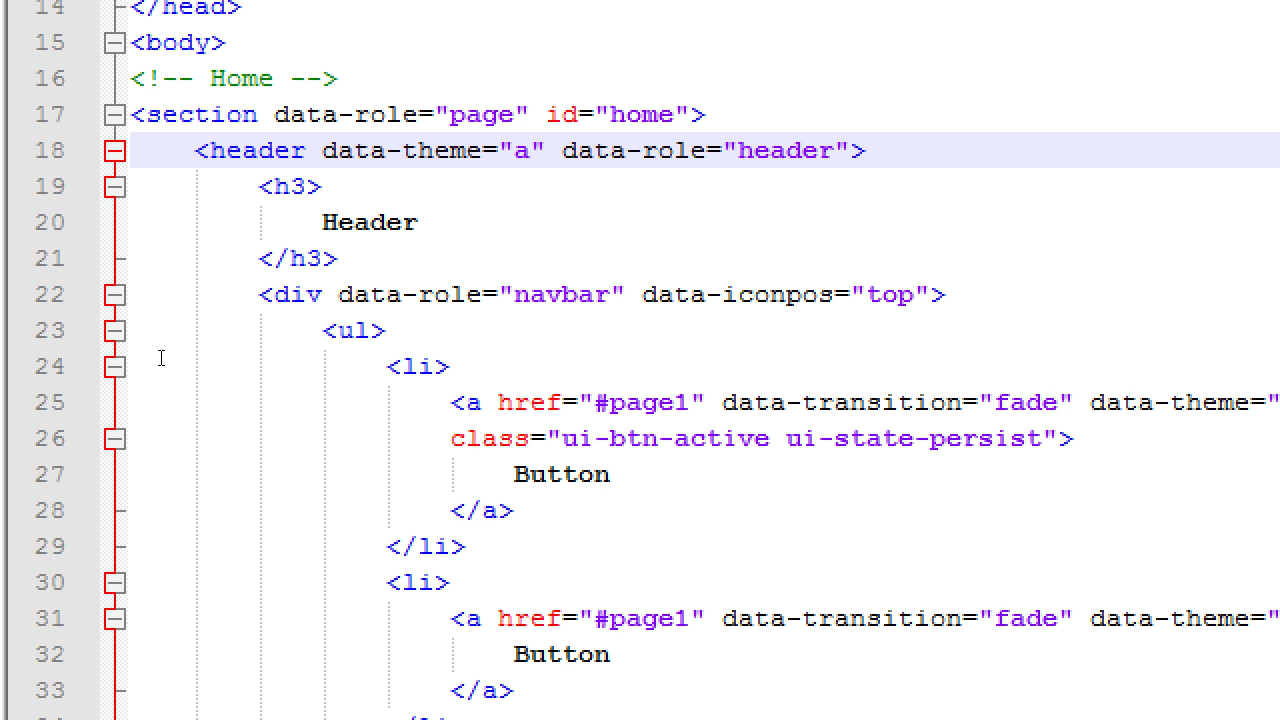 14 </head>
15 <body>
16 <!-- Home -->
17 <section data-role="page" id="home">
18 <header data-theme="a" data-role="header">
19 <h3>
20 Header
21 </h3>
22 <div data-role="navbar" data-iconpos="top">
23 <ul>
24 <li>
25 <a href="#page1" data-transition="fade" data-theme="
26 class="ui-btn-active ui-state-persist">
27 Button
28 </a>
29 </li>
30 <li>
31 <a href="#page1" data-transition="fade" data-theme="
32 Button
33 </a>